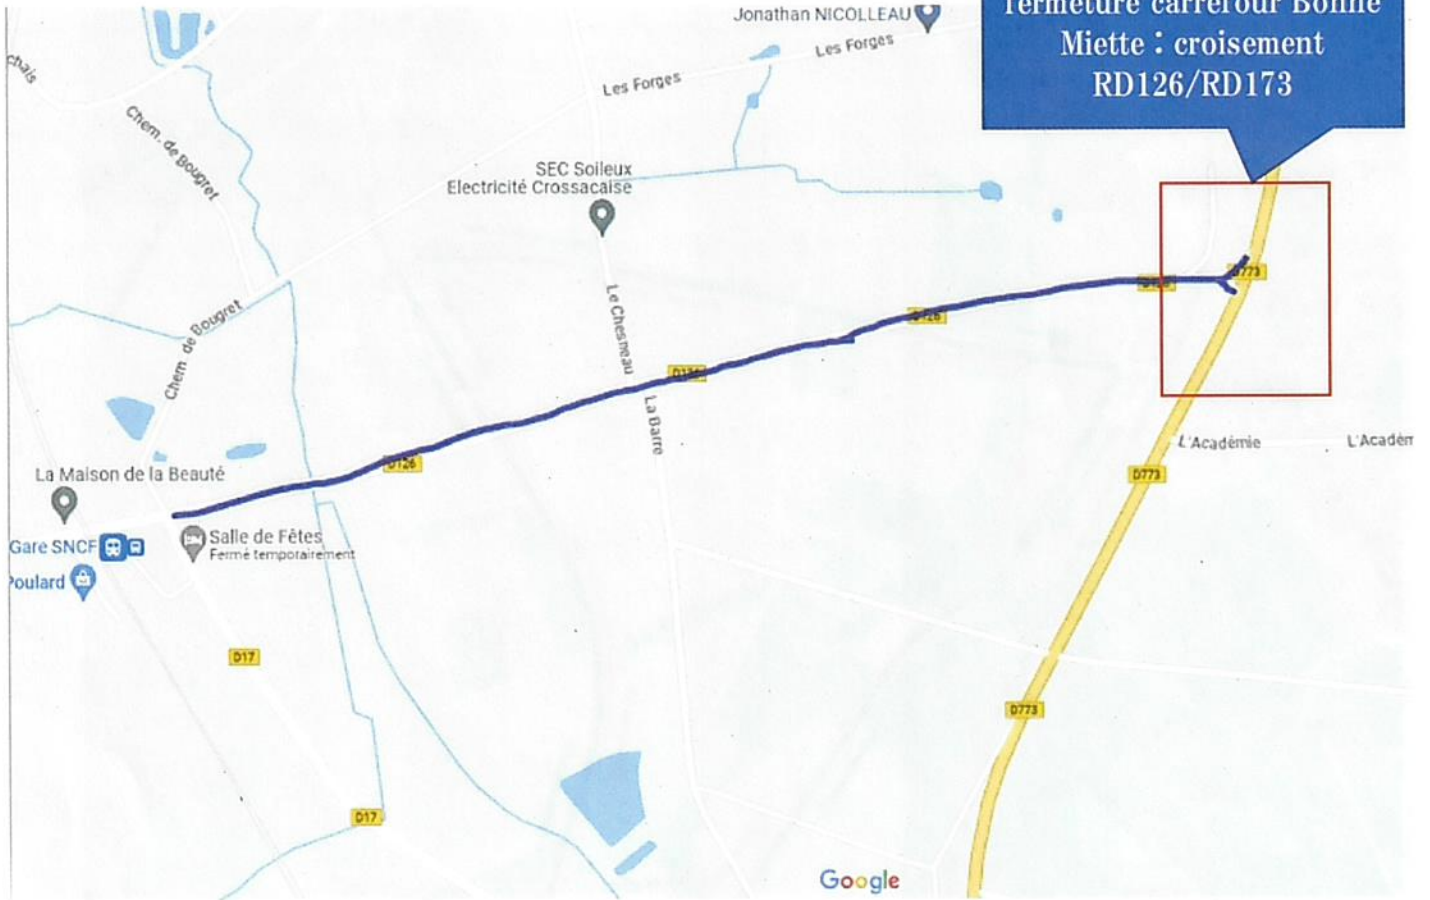 Jonathan NICOLLEAU
fermeture carrefour Bonne
Miette : croisement
RD126/RD173
Les Forges
Les Forges
chais
Chem. de Bougret
SEC Soileux
Electricité Crossacaise
D773
Le Chesneau
D126
Chem. de Bougret
D126
La Barre
L'Académie
L'Académ
D126
D773
La Maison de la Beauté
Salle de Fêtes
Fermé temporairement
Gare SNCF
Poulard
D17
D773
D17
Google